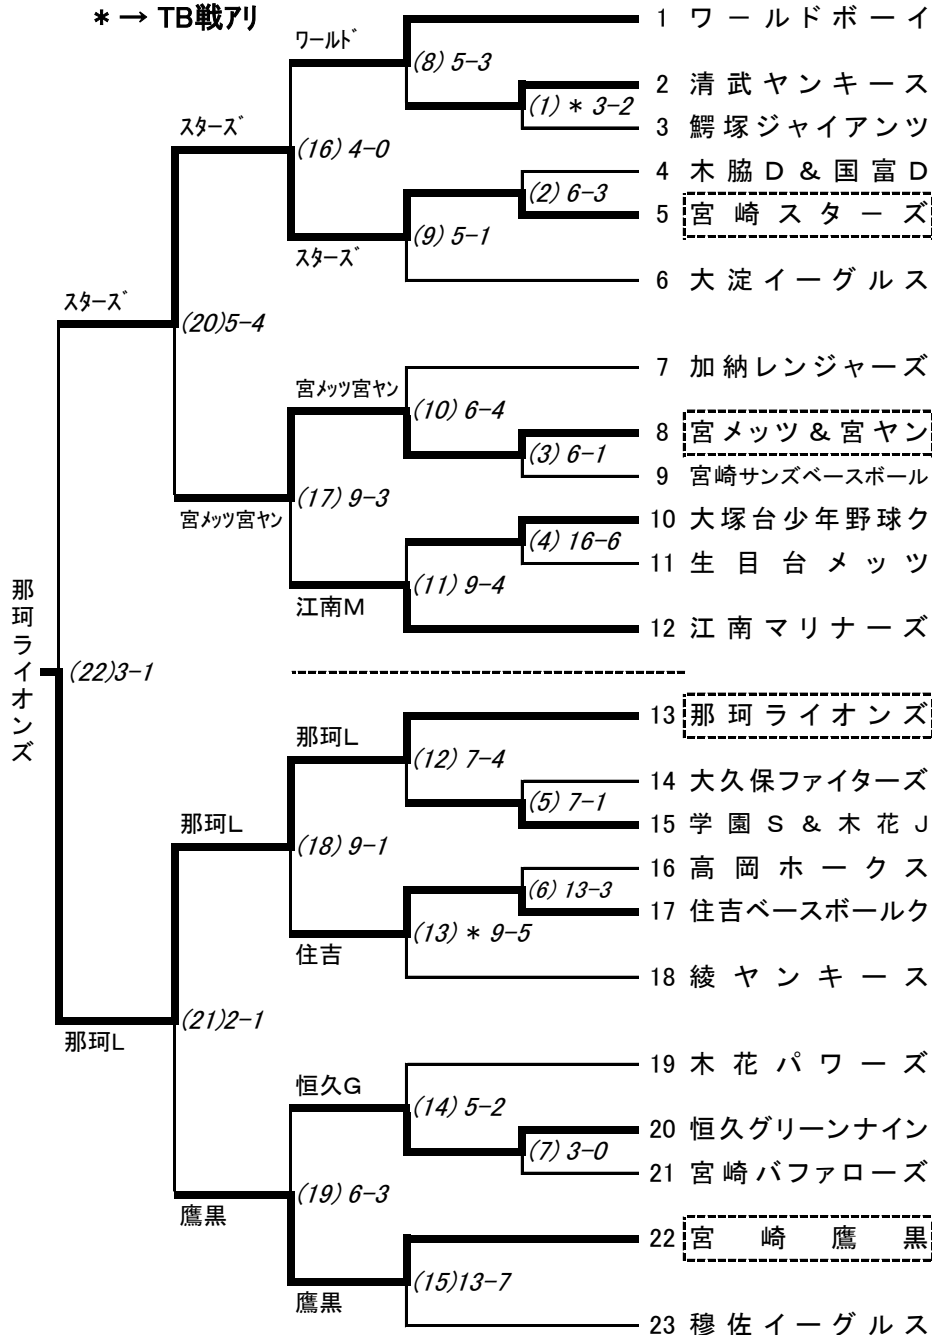 * → TB戦アリ
ワールド
(8) 5-3
1 ワールドボーイ
2 清武ヤンキース
(1) * 3-2
3 鰐塚ジャイアンツ
スターズ
(16) 4-0
4 木脇D&国富D
(2) 6-3
5 宮崎スターズ
(9) 5-1
スターズ
6 大淀イーグルス
スターズ
(20)5-4
7 加納レンジャーズ
宮メッツ宮ヤン
(10) 6-4
8 宮メッツ&宮ヤン
(3) 6-1
9 宮崎サンズベースボール
(17) 9-3
宮メッツ宮ヤン
10 大塚台少年野球ク
(4) 16-6
11 生目台メッツ
(11) 9-4
江南M
12 江南マリナーズ
那珂ライオンズ
(22)3-1
13 那珂ライオンズ
那珂L
(12) 7-4
14 大久保ファイターズ
(5) 7-1
15 学園S&木花J
那珂L
(18) 9-1
16 高岡ホークス
(6) 13-3
17 住吉ベースボールク
(13) * 9-5
住吉
18 綾ヤンキース
(21)2-1
那珂L
19 木花パワーズ
恒久G
(14) 5-2
20 恒久グリーンナイン
(7) 3-0
21 宮崎バファローズ
(19) 6-3
鷹黒
22 宮崎鷹黒
(15)13-7
鷹黒
23 穆佐イーグルス